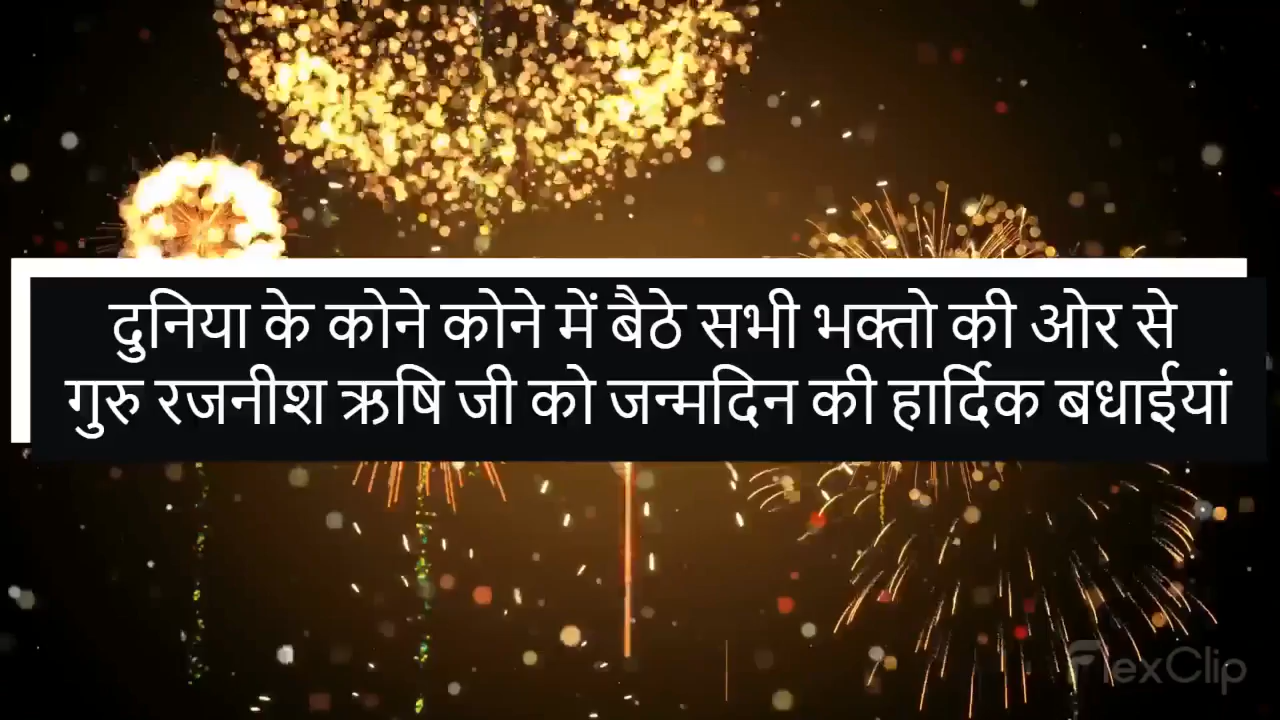 दुनिया के कोने कोने में बैठे सभी भक्तो की ओर से
गुरु रजनीश ऋषि जी को जन्मदिन की हार्दिक बधाईयां
FlexClip